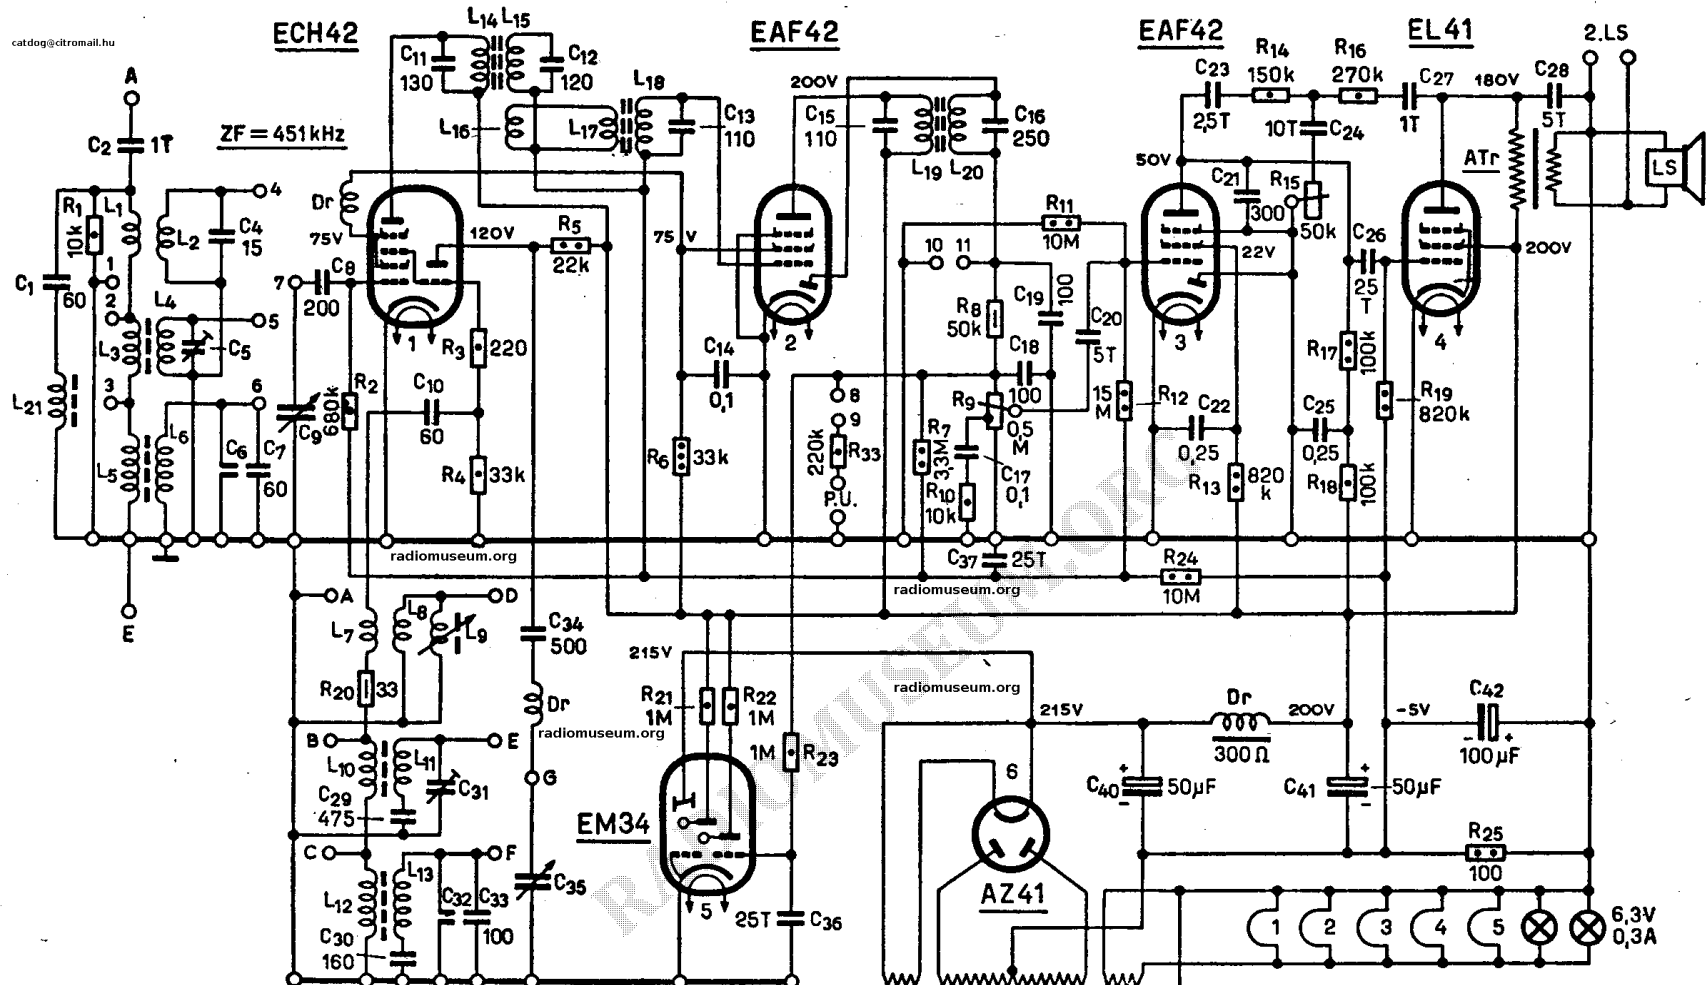 catdog@citromail.hu
ECH42
L14 L15
EAF42
EAF42
EL41
2.LS
A
C2 1T
ZF = 451 kHz
C11 130
C12 120
L16
L17
L18
C13 110
200V
C15 110
C16 250
L19 L20
C23 2,5T
R14 150k
R16 270k
C27 1T
180V
C28 5T
10T C24
ATr
LS
50V
C21 300
R15 50k
R1 10k
L1
L2
4
C4 15
Dr
75V
120V
R5 22k
75 V
R11 10M
10 11
22V
C26 25 T
200V
C1 60
1
2
L4
5
C5
L3
7
C8 200
1
R3 220
2
R8 50k
C19 100
C20 5T
3
4
L21
3
6
L5
L6
C6
C7 60
C9
R2 680k
C10 60
R4 33k
C14 0,1
R6 33k
8
9
220k R33
P.U.
R7 3,3M
R9 0,5 M
C18 100
C17 0,1
R10 10k
15 M R12
C22 0,25
R13 820 k
C25 0,25
R17 100k
R18 100k
R19 820k
radiomuseum.org
C37 25T
R24 10M
radiomuseum.org
E
A
L7
L8
D
L9
C34 500
215V
R20 33
Dr
R21 1M
R22 1M
radiomuseum.org
radiomuseum.org
1M R23
215V
Dr 300 Ω
200V
-5V
C42 100 µF
- +
B
E
L10
L11
C31
C29 475
G
EM34
6
+ C40 50µF -
+ C41 50µF -
C
F
L12
L13
C32 C33 100
C30 160
C35
5
25T C36
AZ41
R25 100
1 2 3 4 5
6,3V
0,3A
RADIOMUSEUM.ORG